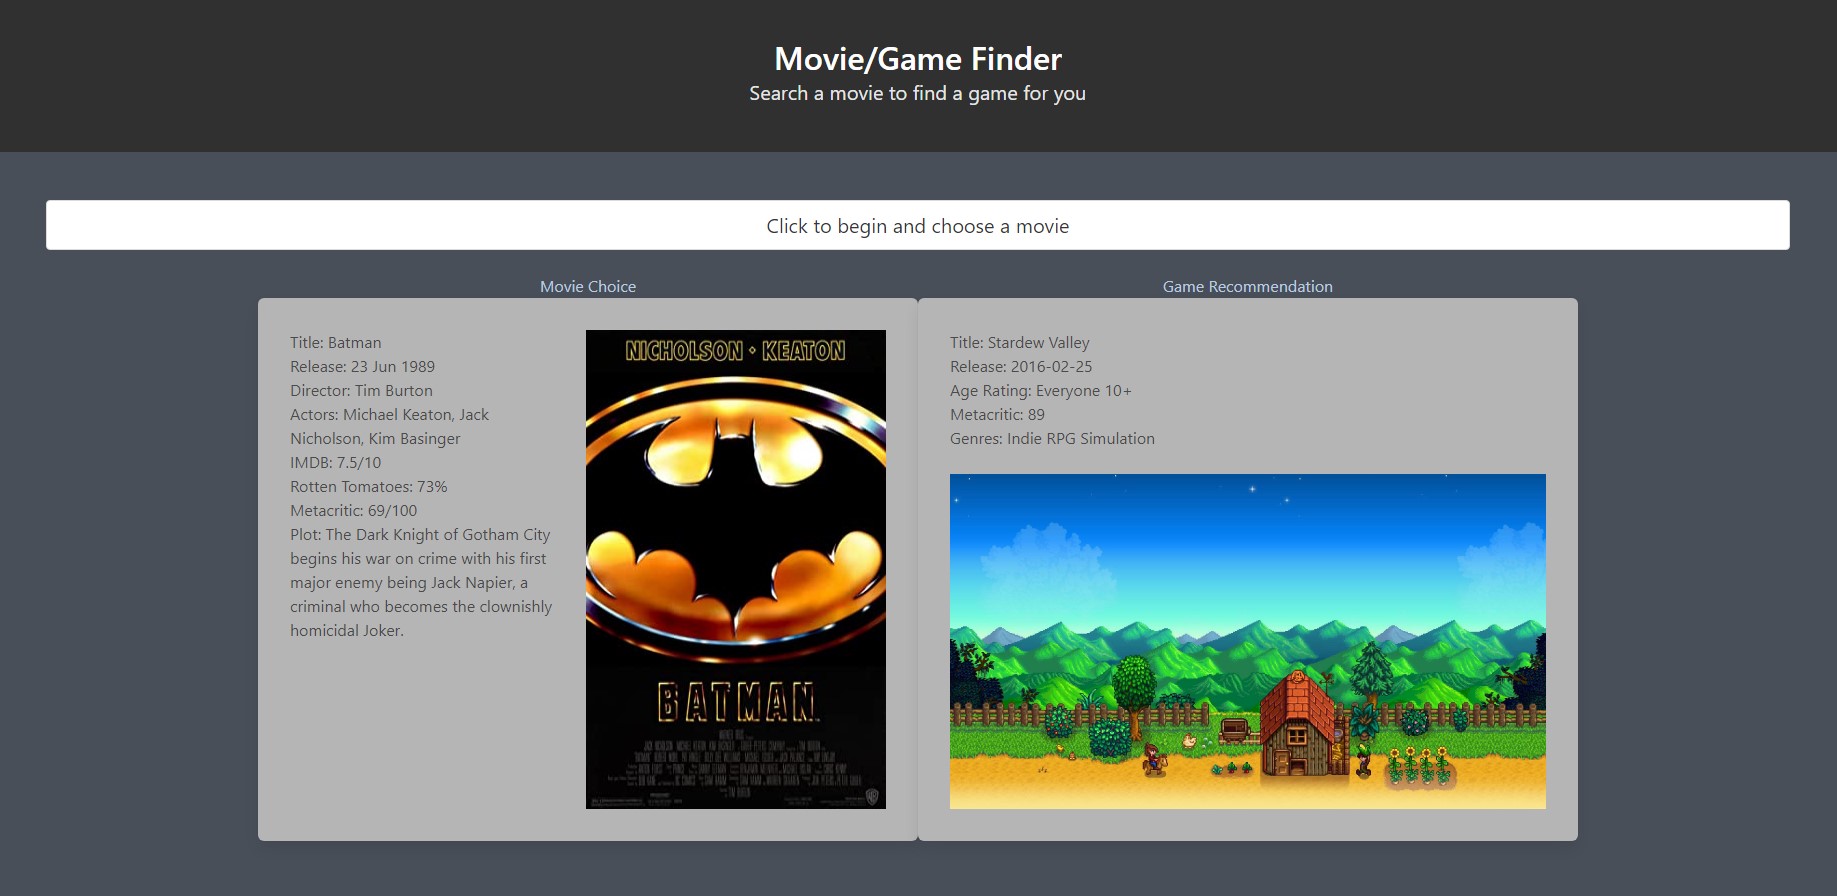 Movie/Game Finder
Search a movie to find a game for you
Click to begin and choose a movie
Movie Choice
Title: Batman
Release: 23 Jun 1989
Director: Tim Burton
Actors: Michael Keaton, Jack
Nicholson, Kim Basinger
IMDB: 7.5/10
Rotten Tomatoes: 73%
Metacritic: 69/100
Plot: The Dark Knight of Gotham City
begins his war on crime with his first
major enemy being Jack Napier, a
criminal who becomes the clownishly
homicidal Joker.
NICHOLSON • KEATON
BATMAN
Game Recommendation
Title: Stardew Valley
Release: 2016-02-25
Age Rating: Everyone 10+
Metacritic: 89
Genres: Indie RPG Simulation